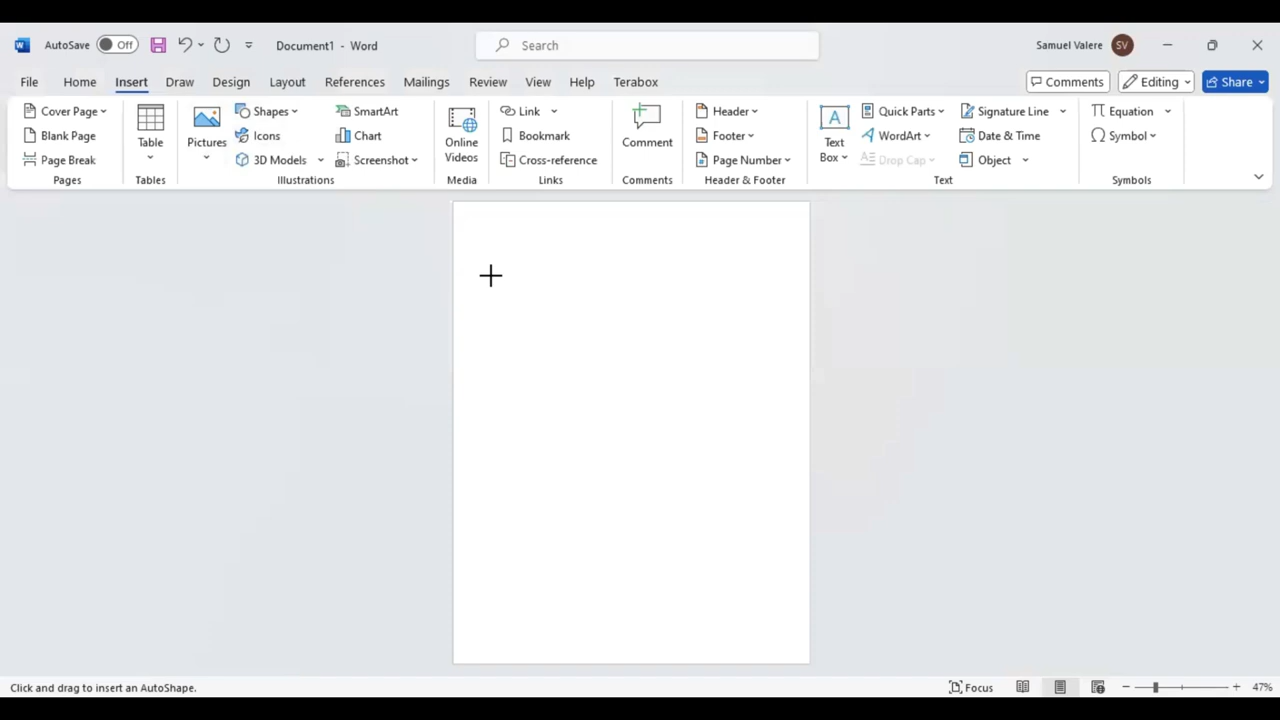 AutoSave Off Document1 - Word Search Samuel Valere SV
File Home Insert Draw Design Layout References Mailings Review View Help Terabox Comments Editing Share
Cover Page
Blank Page
Page Break
Pages
Table
Tables
Pictures
Shapes
Icons
3D Models
SmartArt
Chart
Screenshot
Illustrations
Online
Videos
Media
Link
Bookmark
Cross-reference
Links
Comment
Comments
Header
Footer
Page Number
Header & Footer
Text
Box
Quick Parts
WordArt
Drop Cap
Signature Line
Date & Time
Object
Text
Equation
Symbol
Symbols
Click and drag to insert an AutoShape. Focus 47%